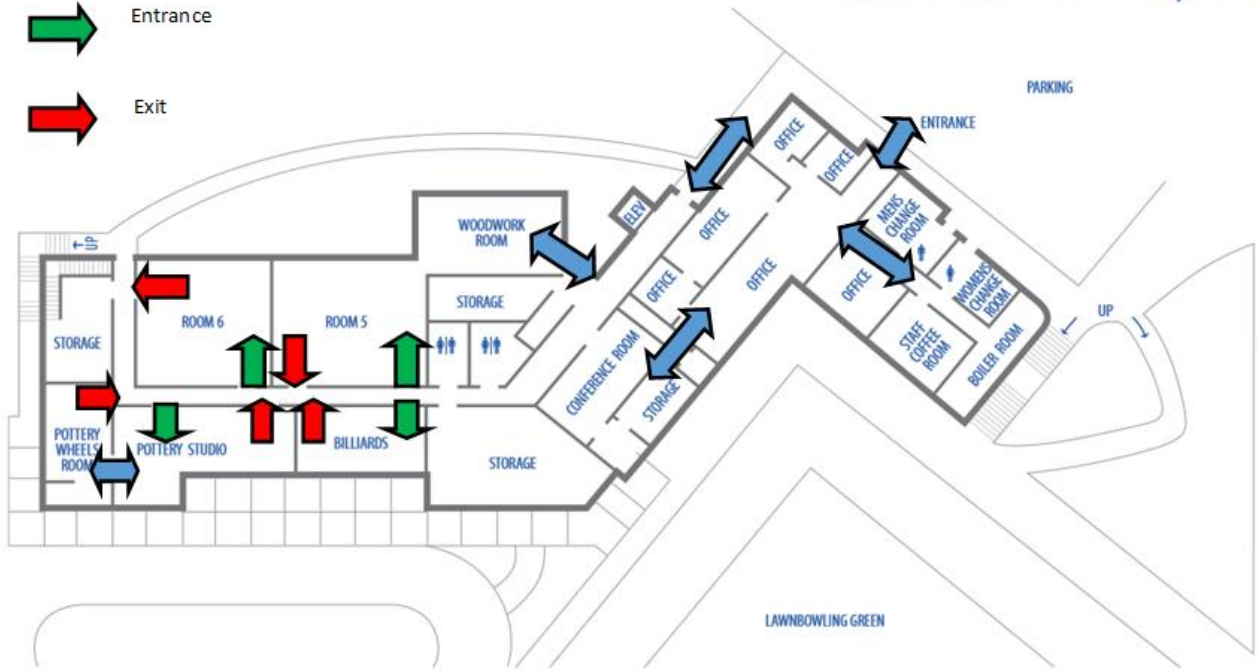 Entrance
Exit
PARKING
ENTRANCE
OFFICE
OFFICE
MENS
CHANGE
ROOM
ELEV
WOODWORK
ROOM
OFFICE
UP
OFFICE
OFFICE
OFFICE
WOMENS
CHANGE
ROOM
STORAGE
ROOM 6
ROOM 5
UP
STORAGE
CONFERENCE ROOM
STAFF
COFFEE
ROOM
BOILER ROOM
STORAGE
POTTERY
WHEELS
ROOM
POTTERY STUDIO
BILLIARDS
STORAGE
LAWNBOWLING GREEN